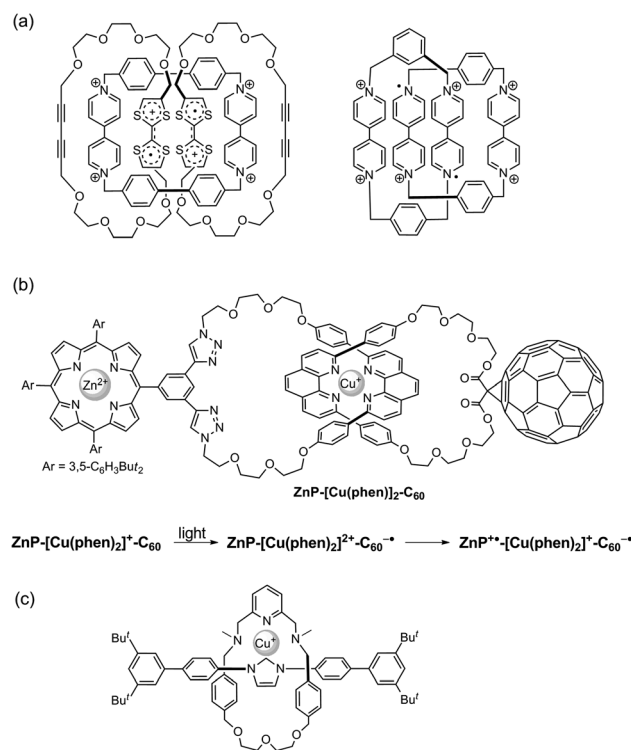 (a)
O O O O
O O O O
⊕ N N ⊕ N • N ⊕ N N ⊕
S S S S
+ •
• +
S S S S
⊕ N N ⊕ ⊕ N ⊕ N N • N ⊕
O O O O
O O O O
(b)
Ar
Ar
Ar
N N
N N
Zn²⁺
Ar = 3,5-C₆H₃Buᵗ₂
O O O O O O
N N N
N N
N N
Cu⁺
O O
O O
N N N
O O O O O O
ZnP-[Cu(phen)]₂-C₆₀
ZnP-[Cu(phen)₂]⁺-C₆₀ light ZnP-[Cu(phen)₂]²⁺-C₆₀⁻• ZnP⁺•-[Cu(phen)₂]⁺-C₆₀⁻•
(c)
N
Buᵗ N Cu⁺ N Buᵗ
N N
Buᵗ Buᵗ
O O
O O